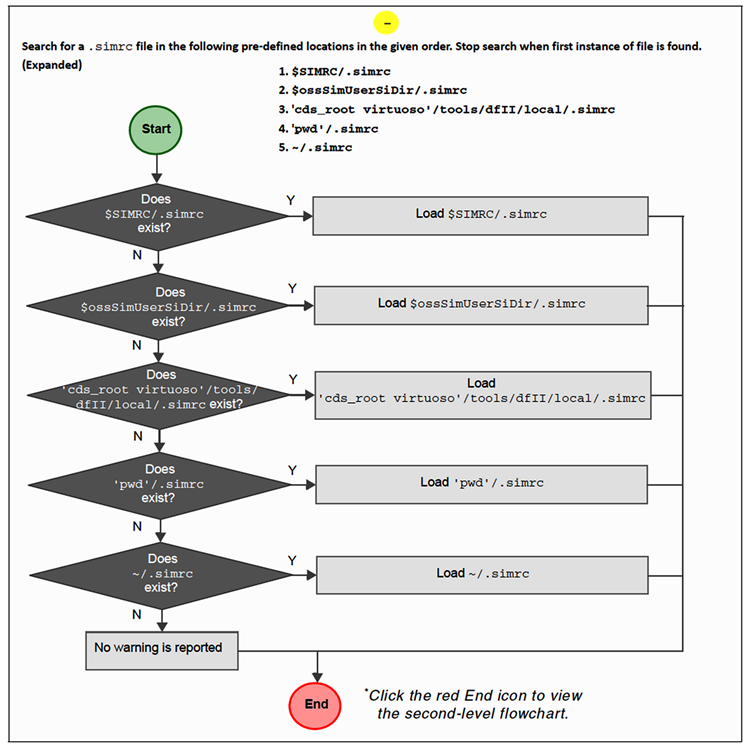 –
Search for a .simrc file in the following pre-defined locations in the given order. Stop search when first instance of file is found.
(Expanded)
1. $SIMRC/.simrc
2. $ossSimUserSiDir/.simrc
3. 'cds_root virtuoso'/tools/dfII/local/.simrc
4. 'pwd'/.simrc
5. ~/.simrc
Start
Does
$SIMRC/.simrc
exist?
Y
Load $SIMRC/.simrc
N
Does
$ossSimUserSiDir/.simrc
exist?
Y
Load $ossSimUserSiDir/.simrc
N
Does
'cds_root virtuoso'/tools/
dfII/local/.simrc exist?
Y
Load
'cds_root virtuoso'/tools/dfII/local/.simrc
N
Does
'pwd'/.simrc
exist?
Y
Load 'pwd'/.simrc
N
Does
~/.simrc
exist?
Y
Load ~/.simrc
N
No warning is reported
End
*Click the red End icon to view
the second-level flowchart.